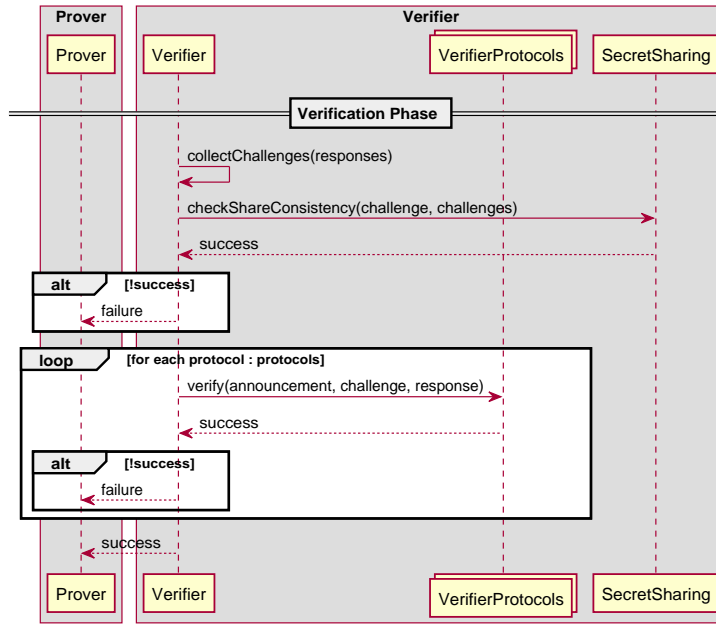 Prover
Verifier
Prover
Verifier
VerifierProtocols
SecretSharing
Verification Phase
collectChallenges(responses)
checkShareConsistency(challenge, challenges)
success
alt
[!success]
failure
loop
[for each protocol : protocols]
verify(announcement, challenge, response)
success
alt
[!success]
failure
success
Prover
Verifier
VerifierProtocols
SecretSharing